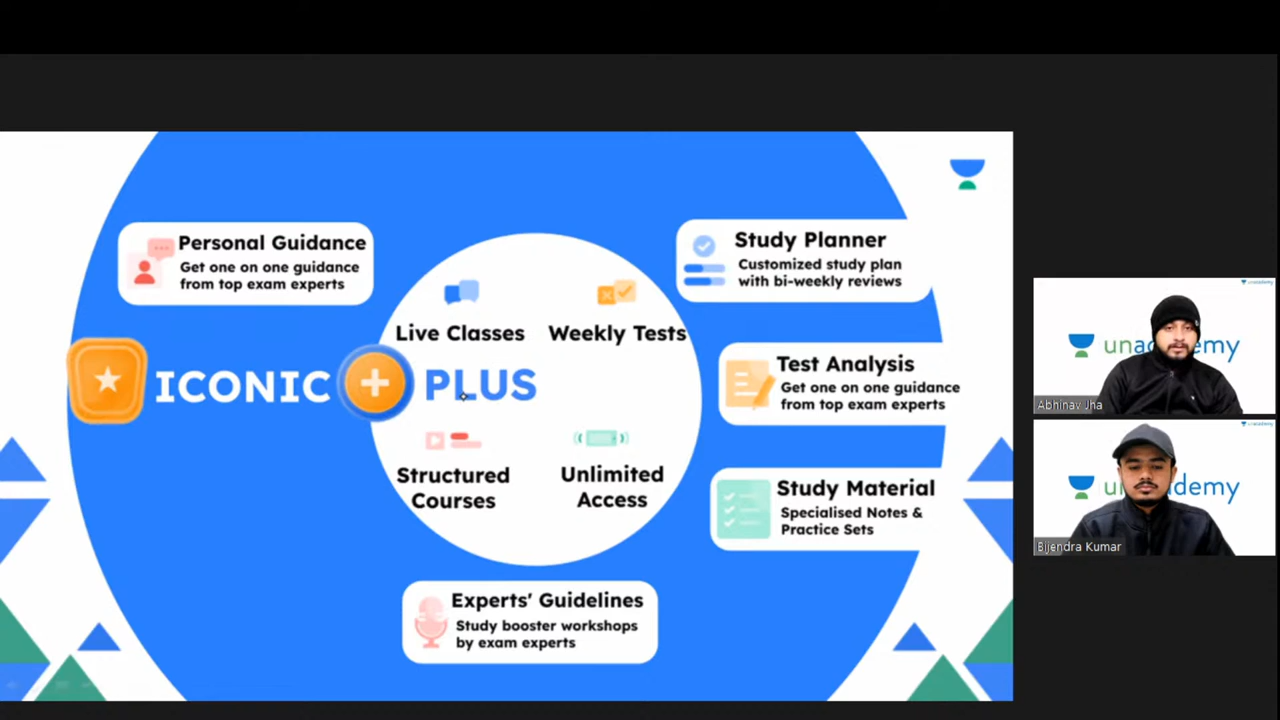 Personal Guidance
Get one on one guidance
from top exam experts
Study Planner
Customized study plan
with bi-weekly reviews
Live Classes
Weekly Tests
ICONIC
PLUS
Test Analysis
Get one on one guidance
from top exam experts
Structured
Courses
Unlimited
Access
Study Material
Specialised Notes &
Practice Sets
Experts' Guidelines
Study booster workshops
by exam experts
unacademy
unacademy
Abhinav Jha
unacademy
unacademy
Bijendra Kumar